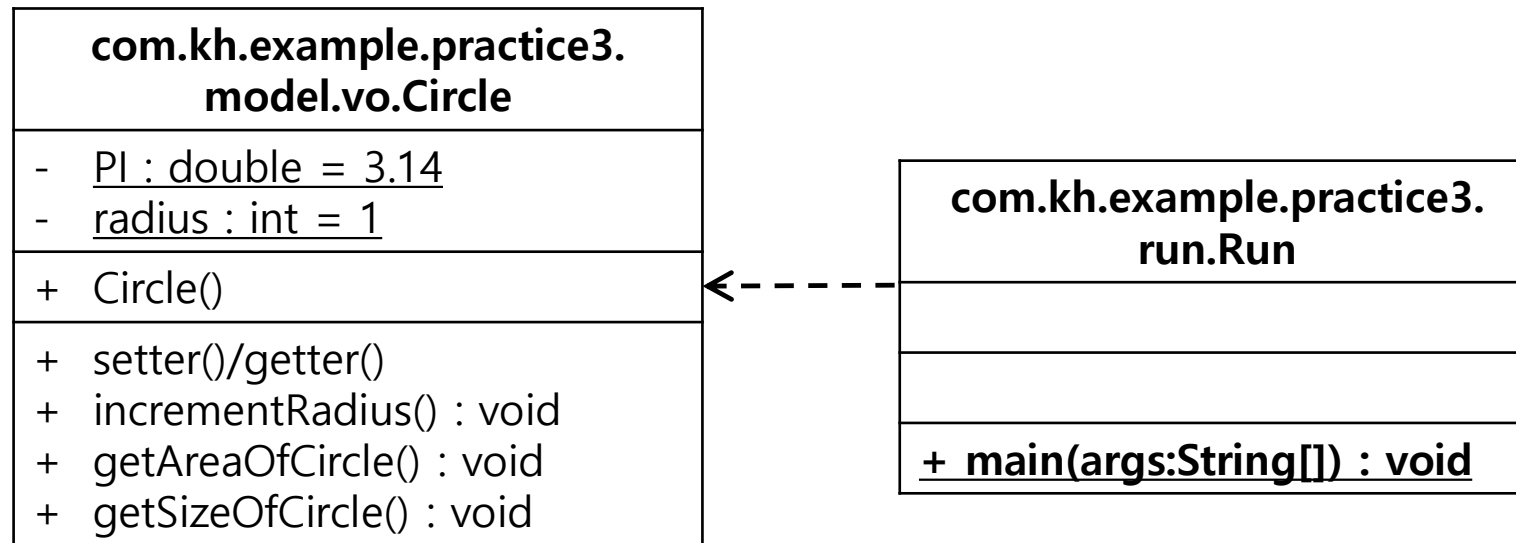 com.kh.example.practice3.
model.vo.Circle
- PI : double = 3.14
- radius : int = 1
+ Circle()
+ setter()/getter()
+ incrementRadius() : void
+ getAreaOfCircle() : void
+ getSizeOfCircle() : void
com.kh.example.practice3.
run.Run
+ main(args:String[]) : void